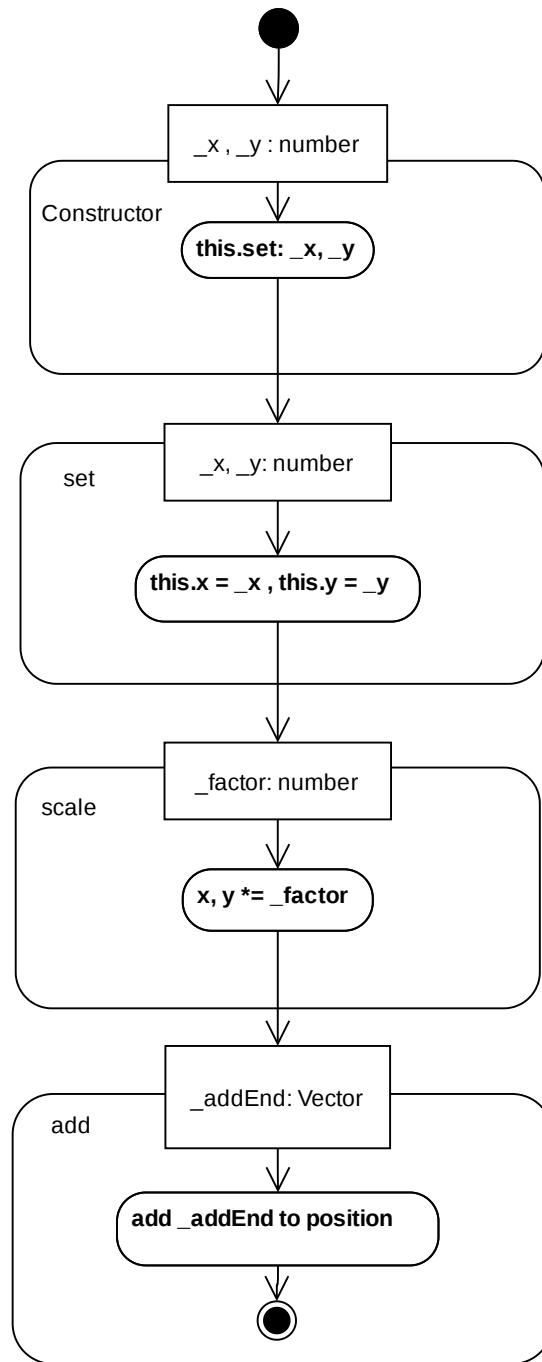 _x , _y : number
Constructor
this.set: _x, _y
_x, _y: number
set
this.x = _x , this.y = _y
_factor: number
scale
x, y *= _factor
_addEnd: Vector
add
add _addEnd to position